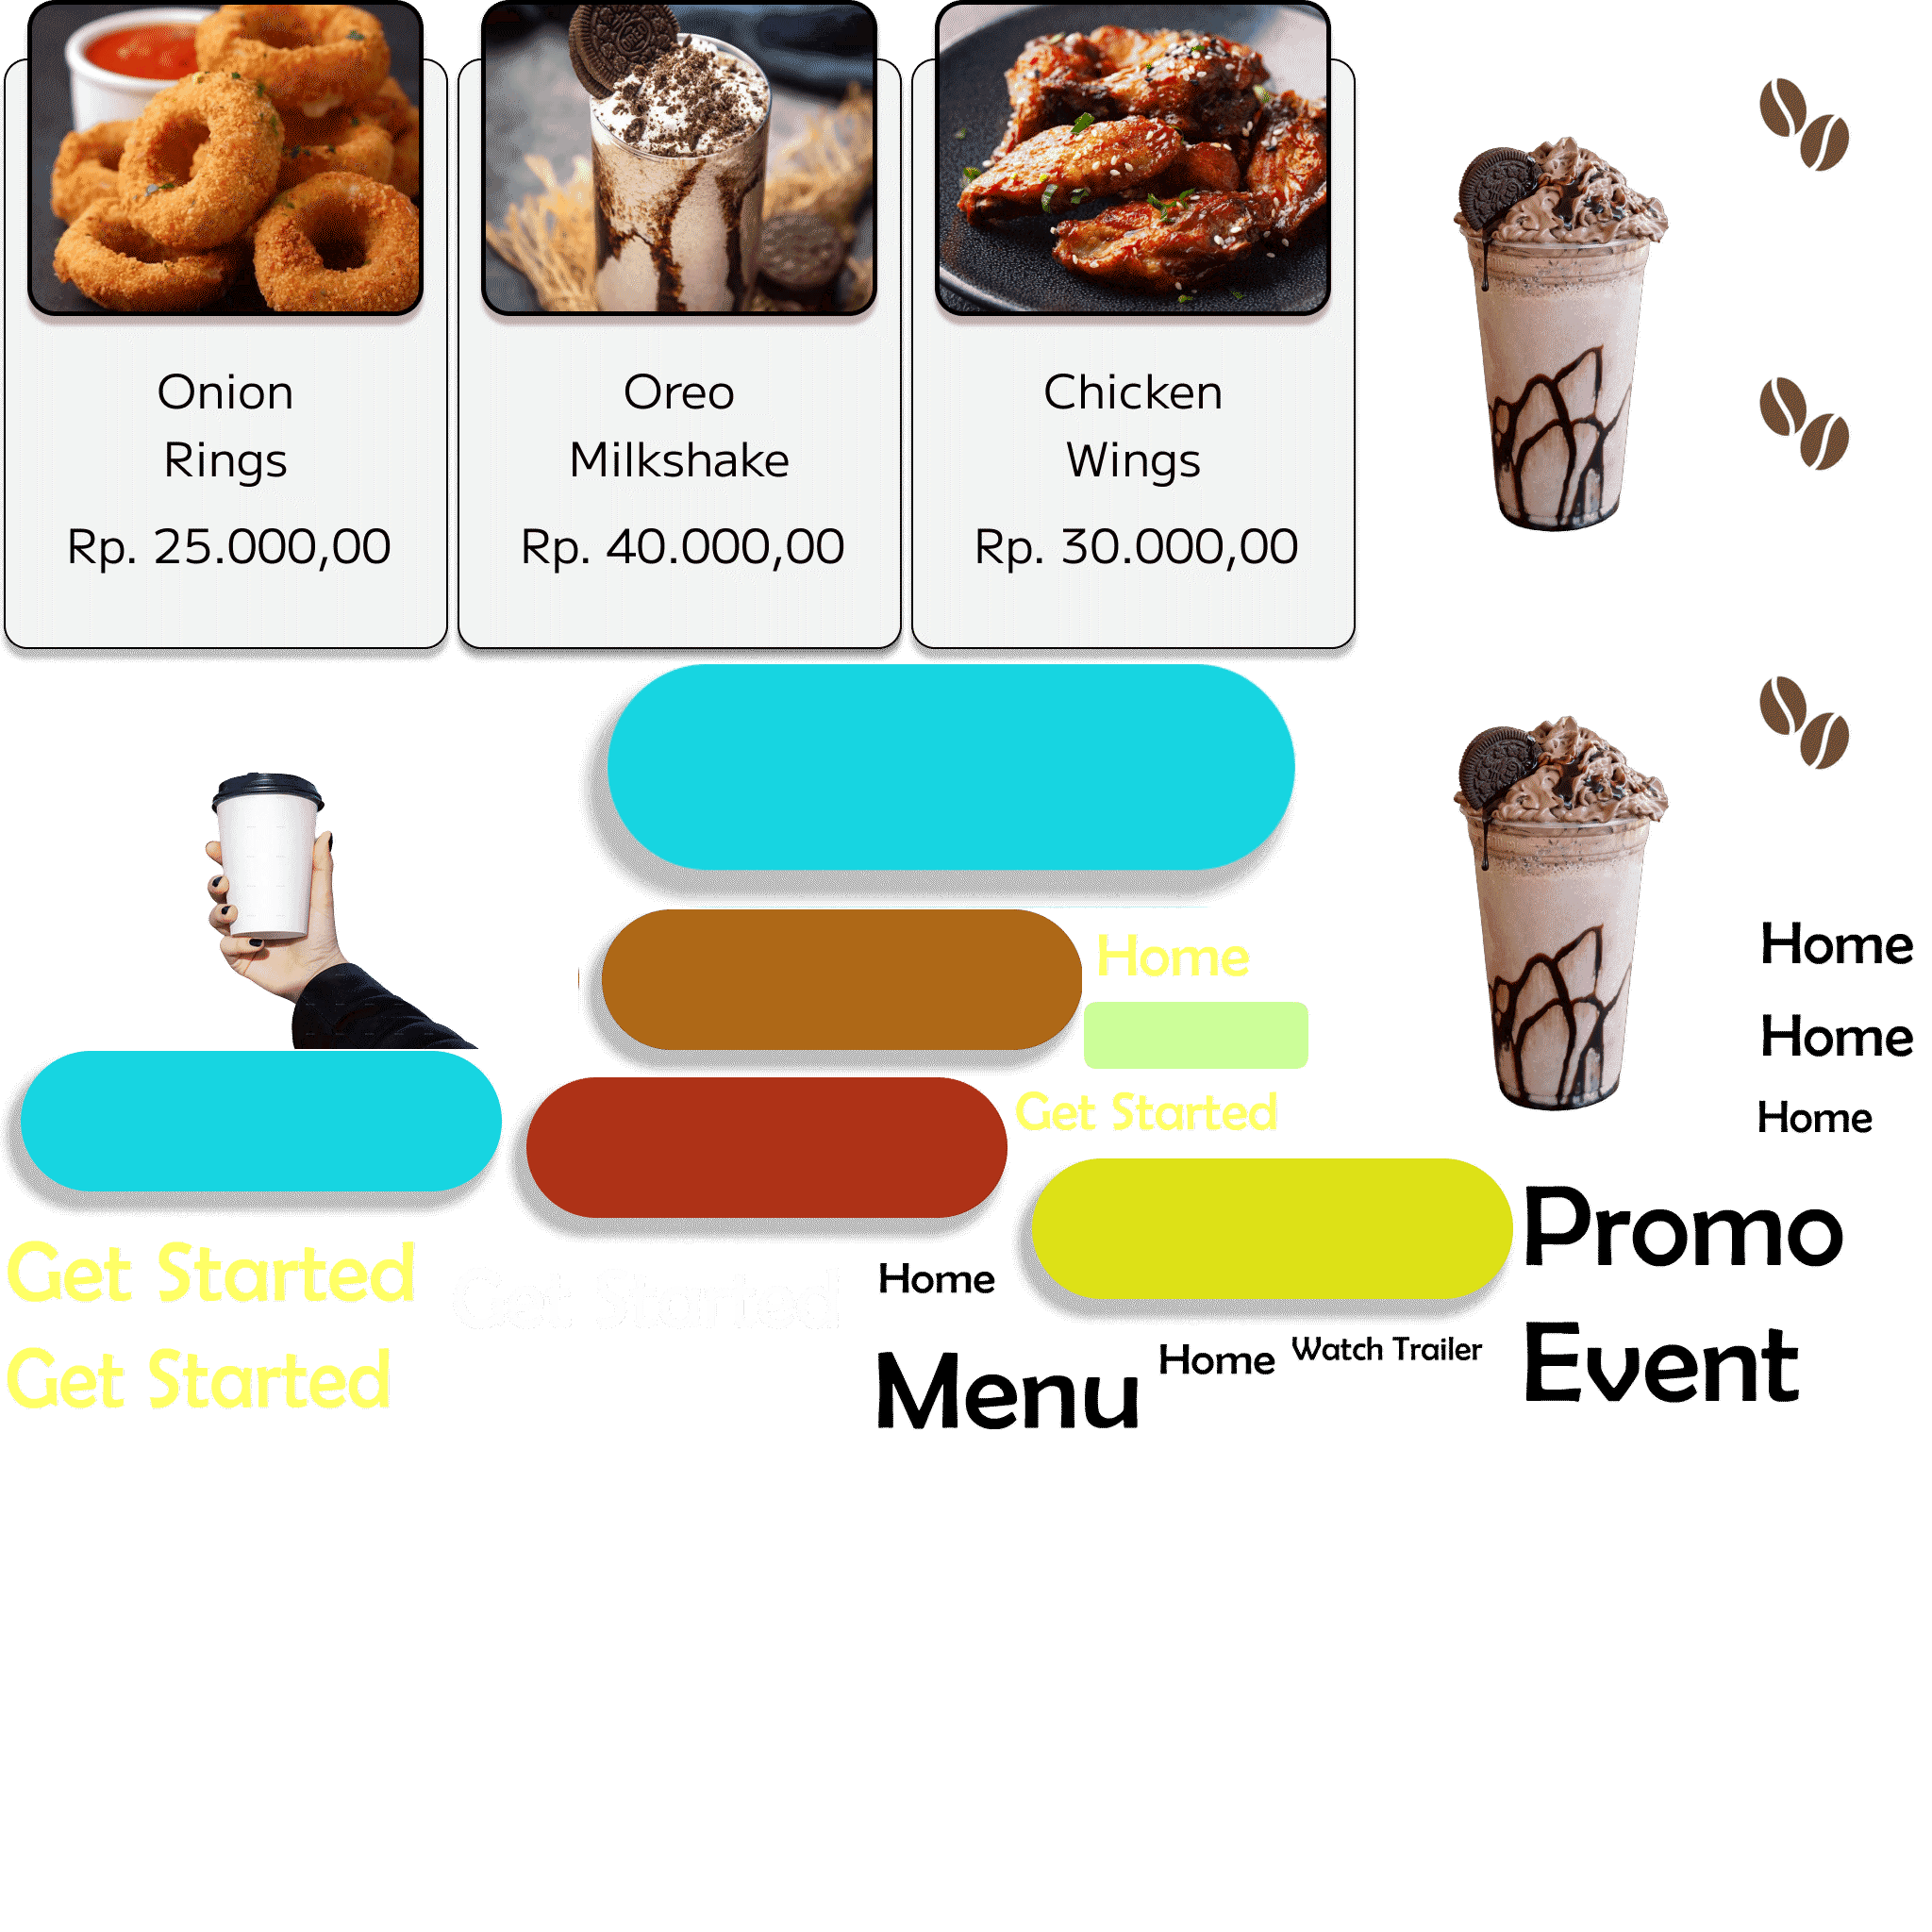 Onion
Rings
Rp. 25.000,00
Oreo
Milkshake
Rp. 40.000,00
Chicken
Wings
Rp. 30.000,00
Home
Home
Get Started
Home
Home
Get Started
Get Started
Get Started
Home
Menu
Home
Watch Trailer
Promo
Event